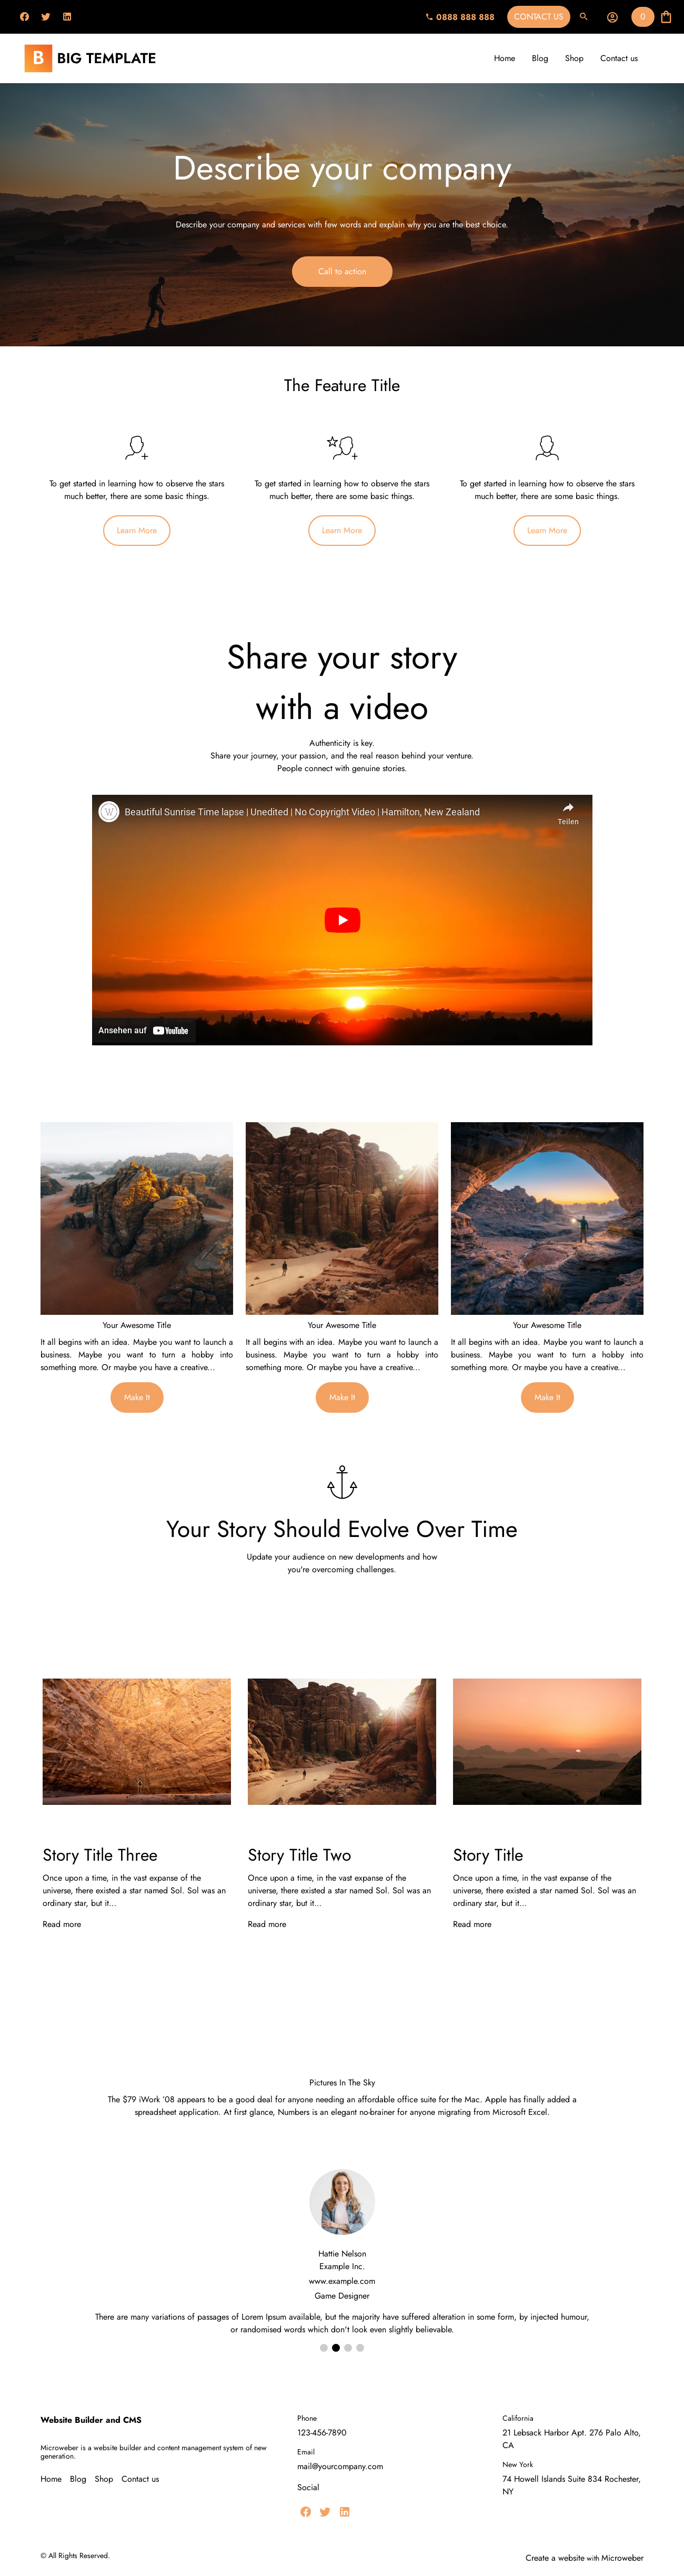 0888 888 888 CONTACT US 0
B BIG TEMPLATE
Home Blog Shop Contact us
Describe your company
Describe your company and services with few words and explain why you are the best choice.
Call to action
The Feature Title
To get started in learning how to observe the stars
much better, there are some basic things.
Learn More
To get started in learning how to observe the stars
much better, there are some basic things.
Learn More
To get started in learning how to observe the stars
much better, there are some basic things.
Learn More
Share your story
with a video
Authenticity is key.
Share your journey, your passion, and the real reason behind your venture.
People connect with genuine stories.
Beautiful Sunrise Time lapse | Unedited | No Copyright Video | Hamilton, New Zealand
Teilen
Ansehen auf YouTube
Your Awesome Title
It all begins with an idea. Maybe you want to launch a
business. Maybe you want to turn a hobby into
something more. Or maybe you have a creative...
Make It
Your Awesome Title
It all begins with an idea. Maybe you want to launch a
business. Maybe you want to turn a hobby into
something more. Or maybe you have a creative...
Make It
Your Awesome Title
It all begins with an idea. Maybe you want to launch a
business. Maybe you want to turn a hobby into
something more. Or maybe you have a creative...
Make It
Your Story Should Evolve Over Time
Update your audience on new developments and how
you're overcoming challenges.
Story Title Three
Once upon a time, in the vast expanse of the
universe, there existed a star named Sol. Sol was an
ordinary star, but it...
Read more
Story Title Two
Once upon a time, in the vast expanse of the
universe, there existed a star named Sol. Sol was an
ordinary star, but it...
Read more
Story Title
Once upon a time, in the vast expanse of the
universe, there existed a star named Sol. Sol was an
ordinary star, but it...
Read more
Pictures In The Sky
The $79 iWork '08 appears to be a good deal for anyone needing an affordable office suite for the Mac. Apple has finally added a
spreadsheet application. At first glance, Numbers is an elegant no-brainer for anyone migrating from Microsoft Excel.
Hattie Nelson
Example Inc.
www.example.com
Game Designer
There are many variations of passages of Lorem Ipsum available, but the majority have suffered alteration in some form, by injected humour,
or randomised words which don't look even slightly believable.
Website Builder and CMS
Microweber is a website builder and content management system of new
generation.
Home Blog Shop Contact us
Phone
123-456-7890
Email
mail@yourcompany.com
Social
California
21 Lebsack Harbor Apt. 276 Palo Alto,
CA
New York
74 Howell Islands Suite 834 Rochester,
NY
© All Rights Reserved.
Create a website with Microweber